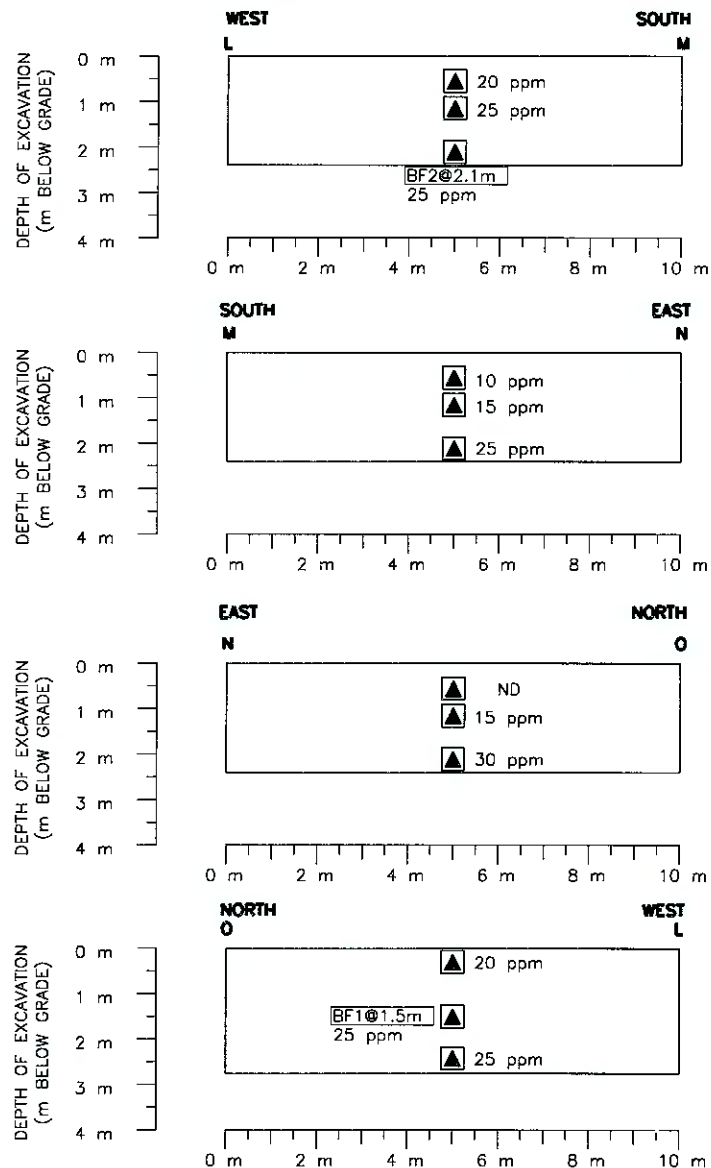 WEST SOUTH
L M
DEPTH OF EXCAVATION
(m BELOW GRADE)
0 m
1 m
2 m
3 m
4 m
20 ppm
25 ppm
BF2@2.1m
25 ppm
0 m 2 m 4 m 6 m 8 m 10 m
SOUTH EAST
M N
DEPTH OF EXCAVATION
(m BELOW GRADE)
0 m
1 m
2 m
3 m
4 m
10 ppm
15 ppm
25 ppm
0 m 2 m 4 m 6 m 8 m 10 m
EAST NORTH
N O
DEPTH OF EXCAVATION
(m BELOW GRADE)
0 m
1 m
2 m
3 m
4 m
ND
15 ppm
30 ppm
0 m 2 m 4 m 6 m 8 m 10 m
NORTH WEST
O L
DEPTH OF EXCAVATION
(m BELOW GRADE)
0 m
1 m
2 m
3 m
4 m
20 ppm
BF1@1.5m
25 ppm
25 ppm
0 m 2 m 4 m 6 m 8 m 10 m